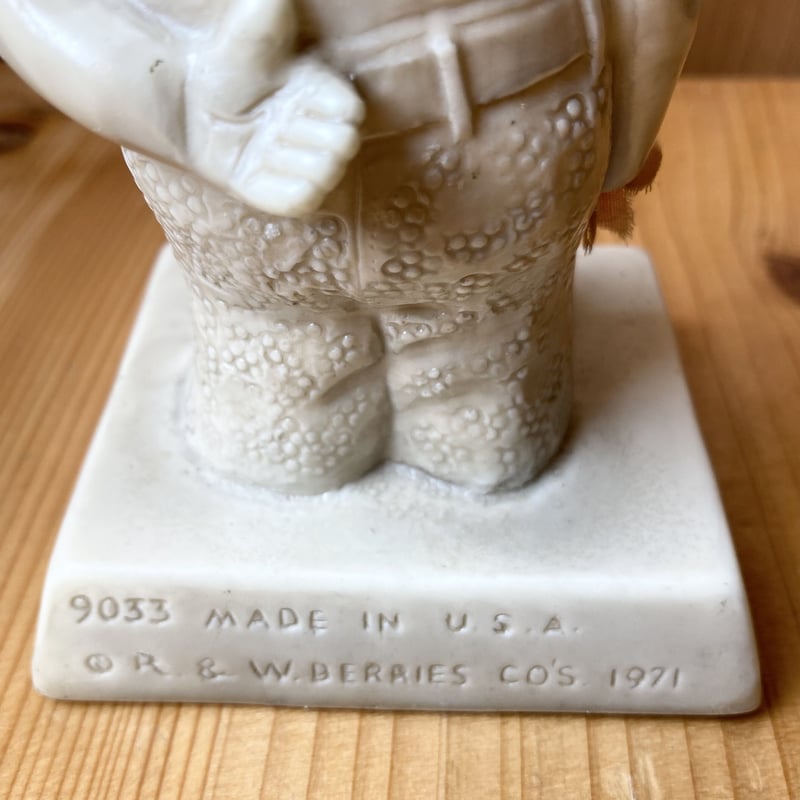 9033 MADE IN U.S.A.
© R. & W. BERRIES CO'S. 1971